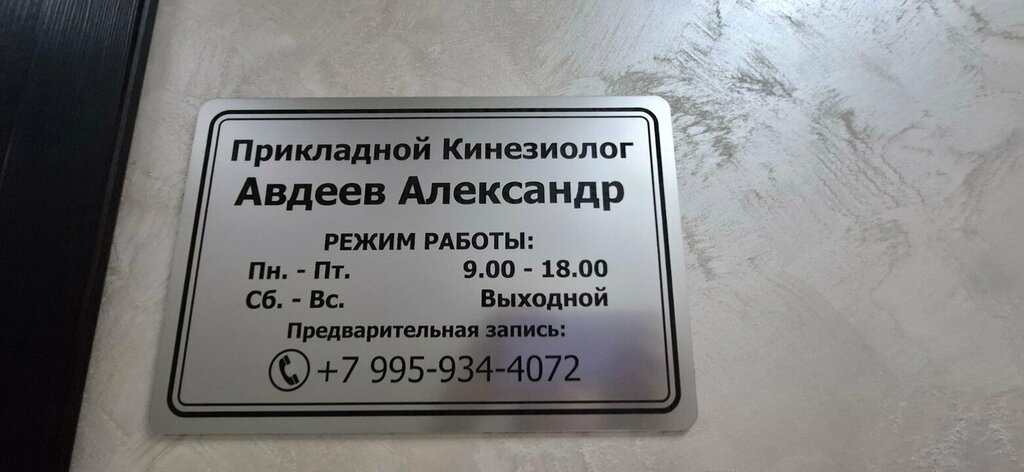 Прикладной Кинезиолог
Авдеев Александр
РЕЖИМ РАБОТЫ:
Пн. - Пт. 9.00 - 18.00
Сб. - Вс. Выходной
Предварительная запись:
+7 995-934-4072